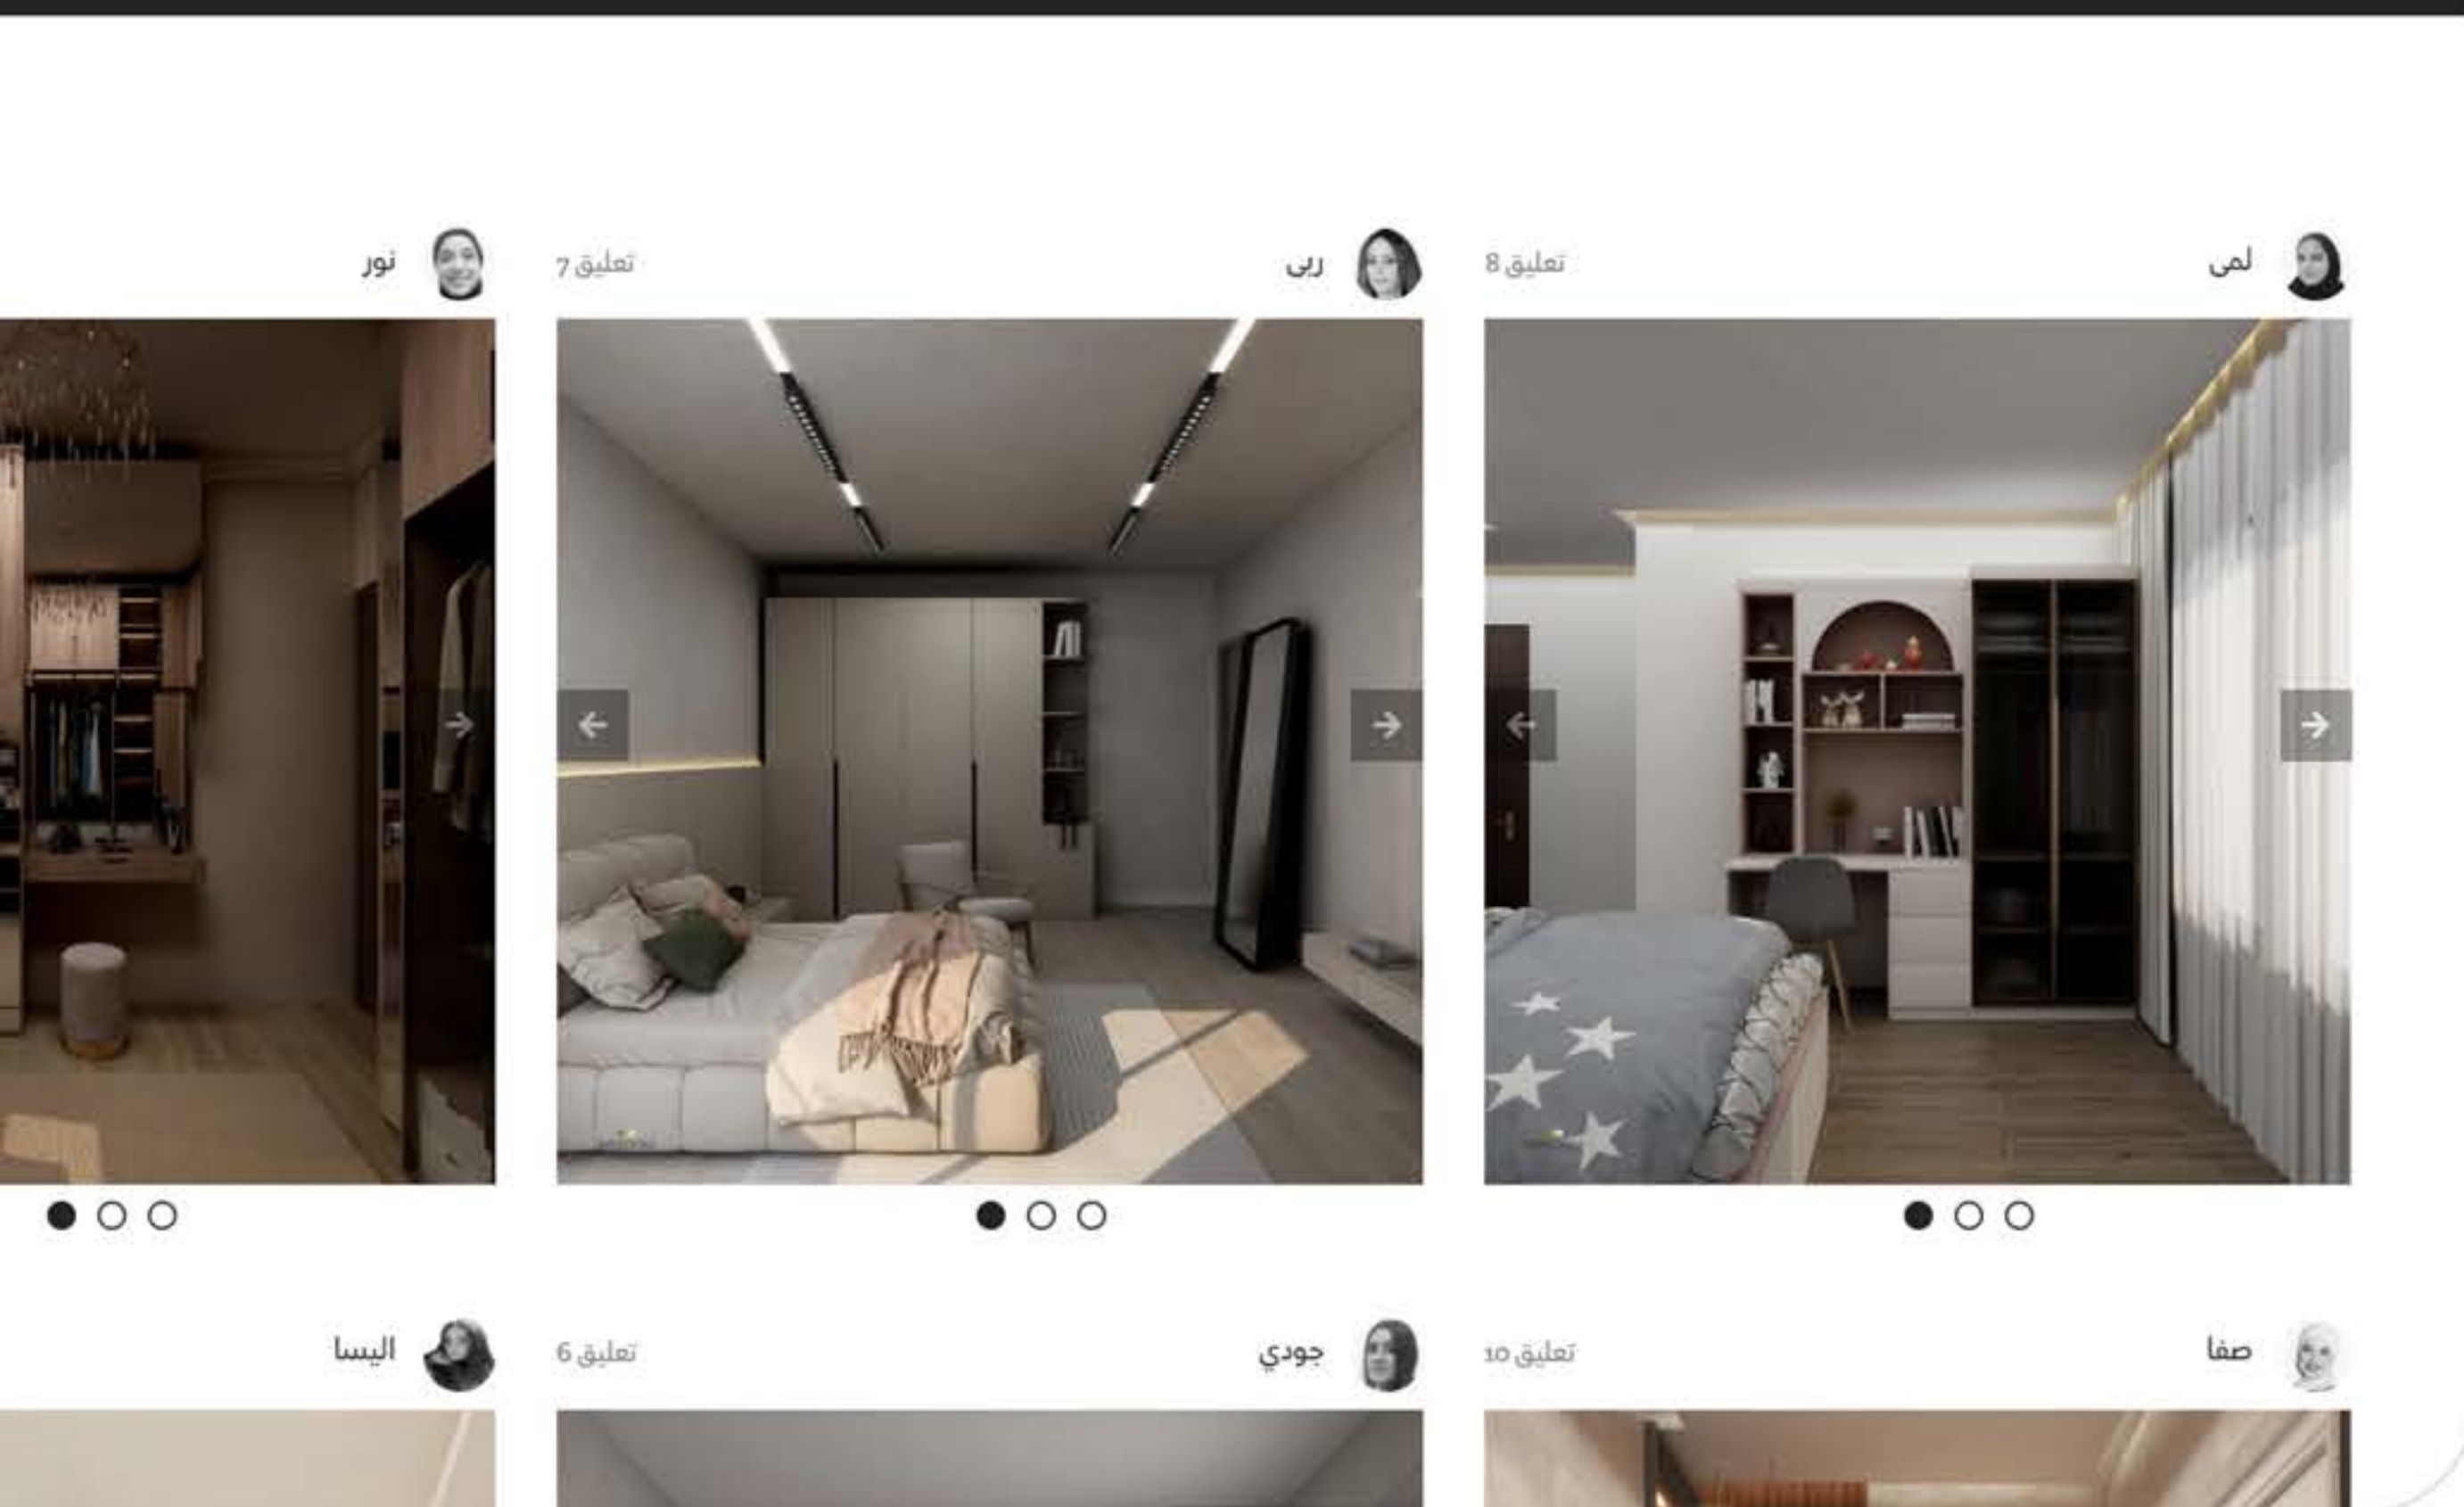 لمى
8 تعليق
ربى
7 تعليق
نور
صفا
10 تعليق
جودي
6 تعليق
اليسا